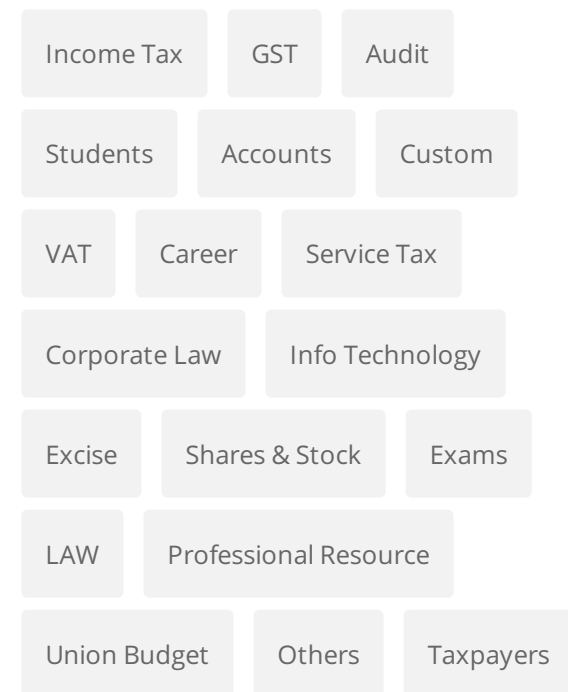 Income Tax GST Audit
Students Accounts Custom
VAT Career Service Tax
Corporate Law Info Technology
Excise Shares & Stock Exams
LAW Professional Resource
Union Budget Others Taxpayers